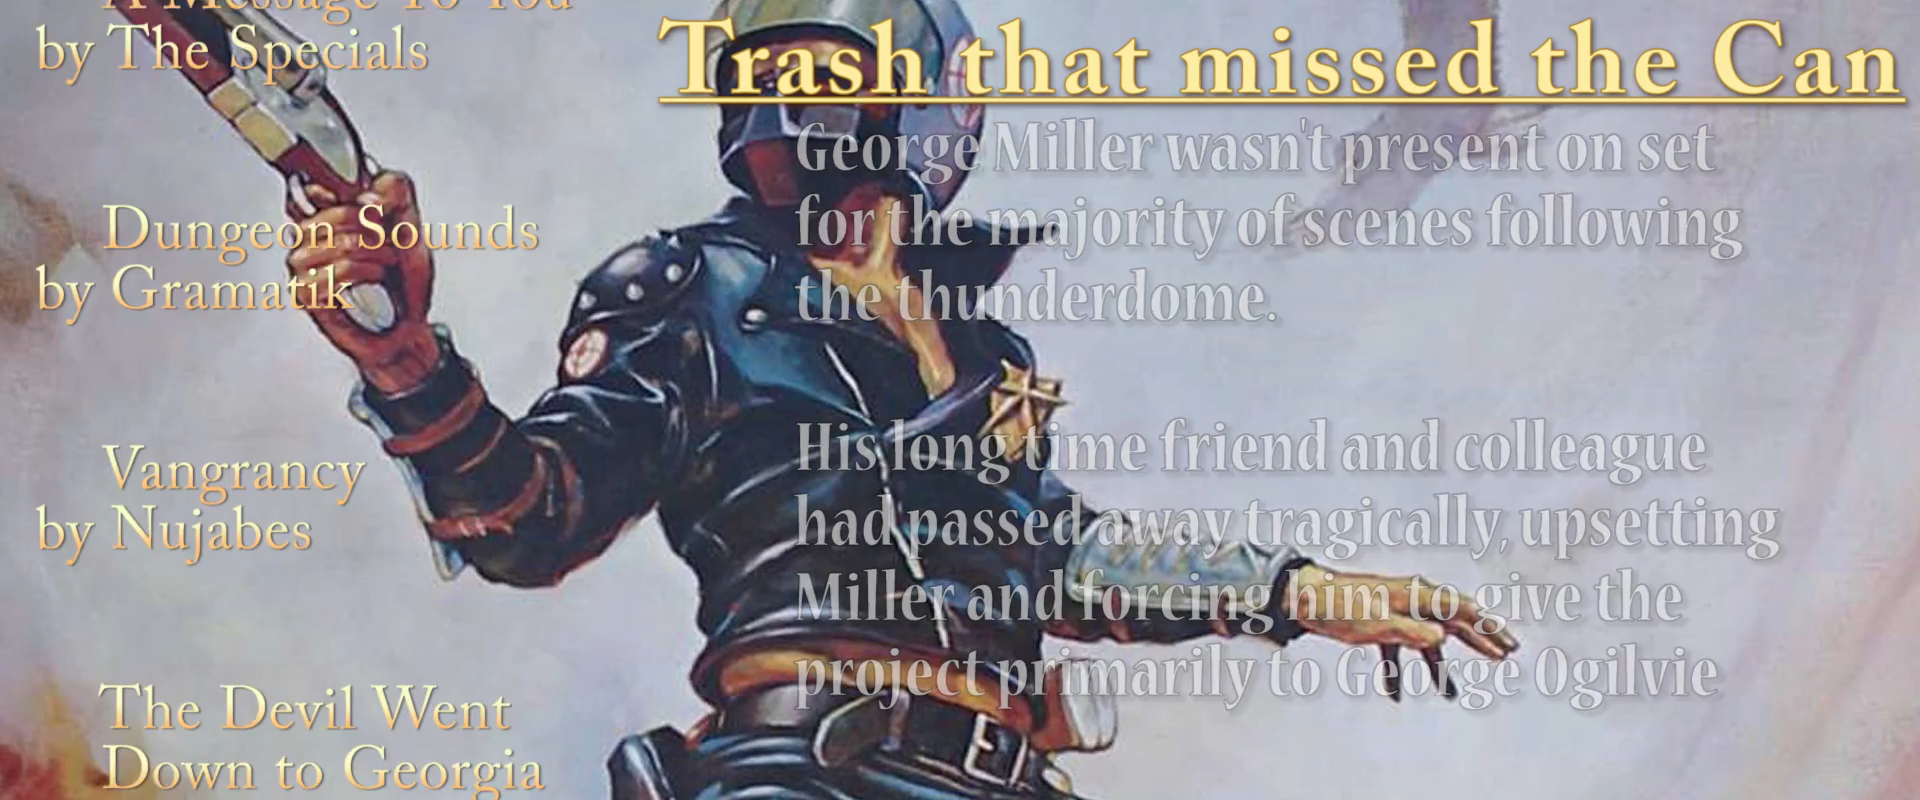 A Message To You
by The Specials
Dungeon Sounds
by Gramatik
Vangrancy
by Nujabes
The Devil Went
Down to Georgia
Trash that missed the Can
George Miller wasn't present on set
for the majority of scenes following
the thunderdome.
His long time friend and colleague
had passed away tragically, upsetting
Miller and forcing him to give the
project primarily to George Ogilvie